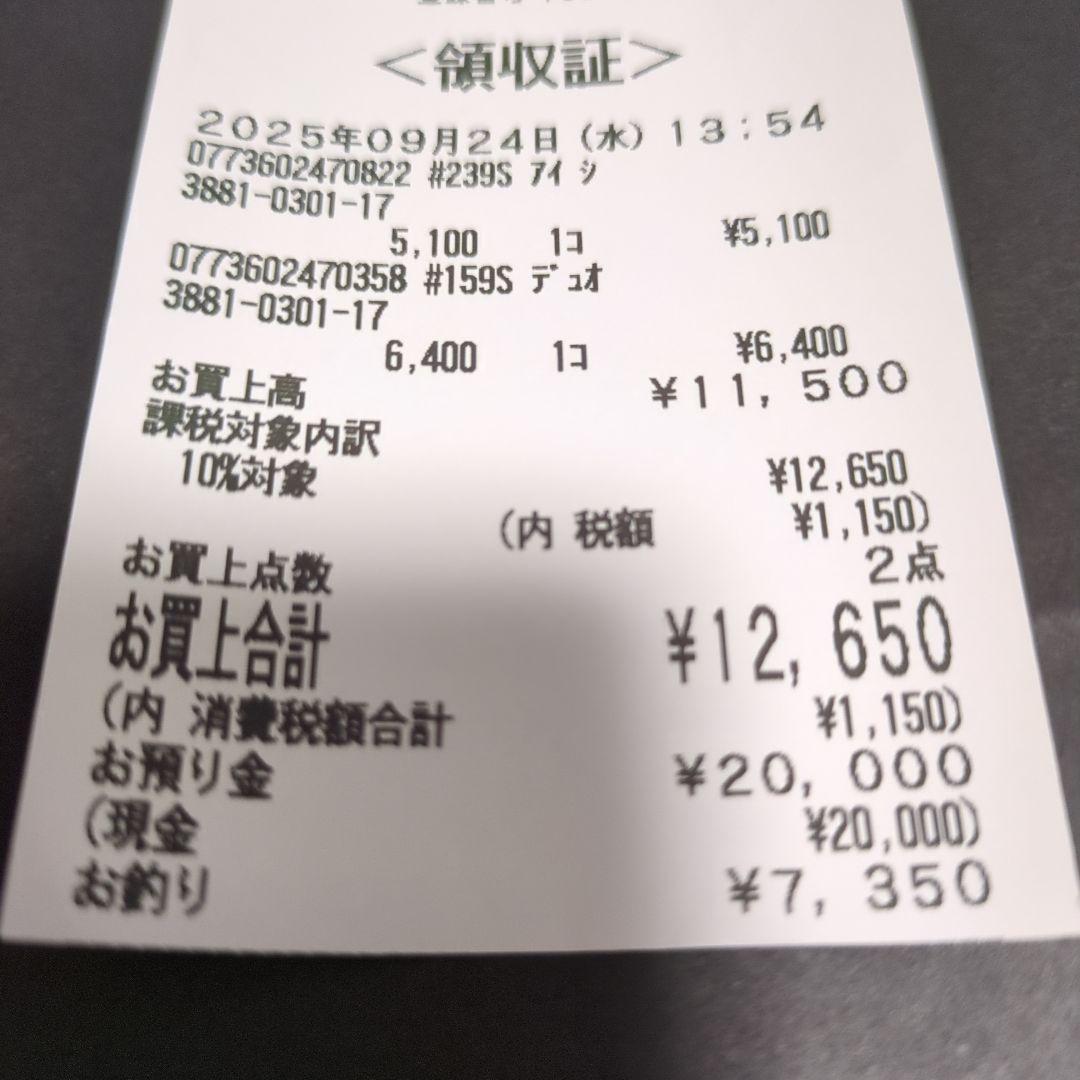 ＜領収証＞
2025年09月24日（水）13:54
0773602470822 #239S ｱｲ ｼ
3881-0301-17
5,100 1コ ¥5,100
0773602470358 #159S ﾃﾞｭｵ
3881-0301-17
6,400 1コ ¥6,400
お買上高 ¥11,500
課税対象内訳
10%対象 ¥12,650
(内 税額 ¥1,150)
お買上点数 2点
お買上合計 ¥12,650
(内 消費税額合計 ¥1,150)
お預り金 ¥20,000
(現金 ¥20,000)
お釣り ¥7,350